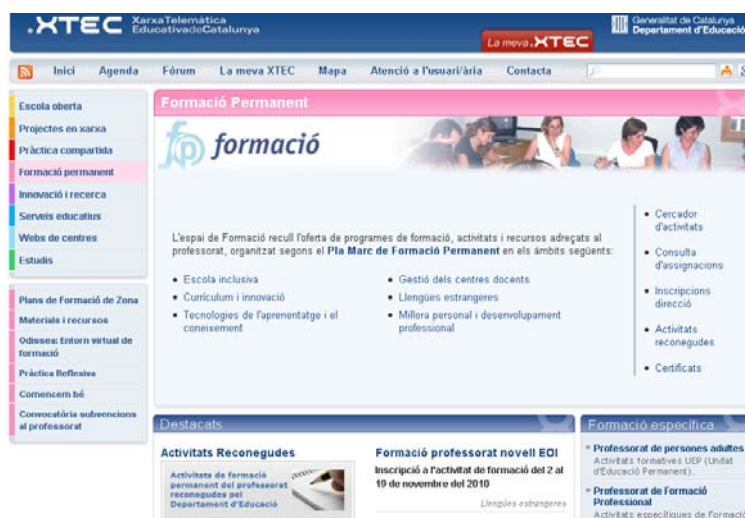 .XTEC XarxaTelemàtica
EducativadeCatalunya
La meva .XTEC
Generalitat de Catalunya
Departament d'Educació
Inici Agenda Fòrum La meva XTEC Mapa Atenció a l'usuari/ària Contacta
Escola oberta
Projectes en xarxa
Pràctica compartida
Formació permanent
Innovació i recerca
Serveis educatius
Webs de centres
Estudis
Plans de Formació de Zona
Materials i recursos
Odissea: Entorn virtual de
formació
Pràctica Reflexiva
Comencem bé
Convocatòria subvencions
al professorat
Formació Permanent
fp formació
L'espai de Formació recull l'oferta de programes de formació, activitats i recursos adreçats al
professorat, organitzat segons el Pla Marc de Formació Permanent en els àmbits següents:
• Escola inclusiva
• Currículum i innovació
• Tecnologies de l'aprenentatge i el
coneixement
• Gestió dels centres docents
• Llengües estrangeres
• Millora personal i desenvolupament
professional
• Cercador
d'activitats
• Consulta
d'assignacions
• Inscripcions
direcció
• Activitats
reconegudes
• Certificats
Destacats
Activitats Reconegudes
Activitats de formació
permanent del professorat
reconegudes pel
Departament d'Educació
Formació professorat novell EOI
Inscripció a l'activitat de formació del 2 al
19 de novembre del 2010
Llengües estrangeres
Formació específica
Professorat de persones adultes
Activitats formatives UEP (Unitat
d'Educació Permanent).
Professorat de Formació
Professional
Activitats específiques de Formació